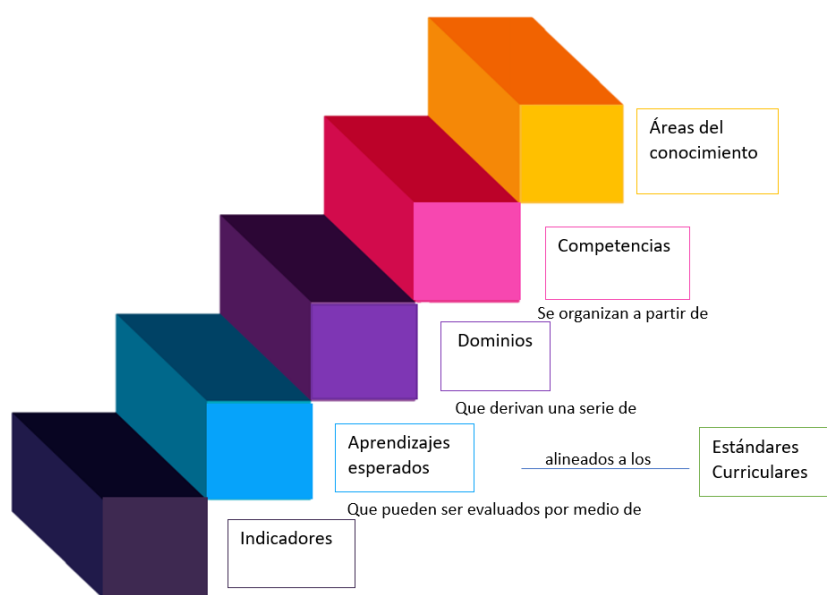 Áreas del
conocimiento
Competencias
Se organizan a partir de
Dominios
Que derivan una serie de
Aprendizajes
esperados
alineados a los
Estándares
Curriculares
Que pueden ser evaluados por medio de
Indicadores